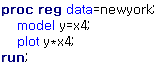 proc reg data=newyork;
model y=x4;
plot y*x4;
run;